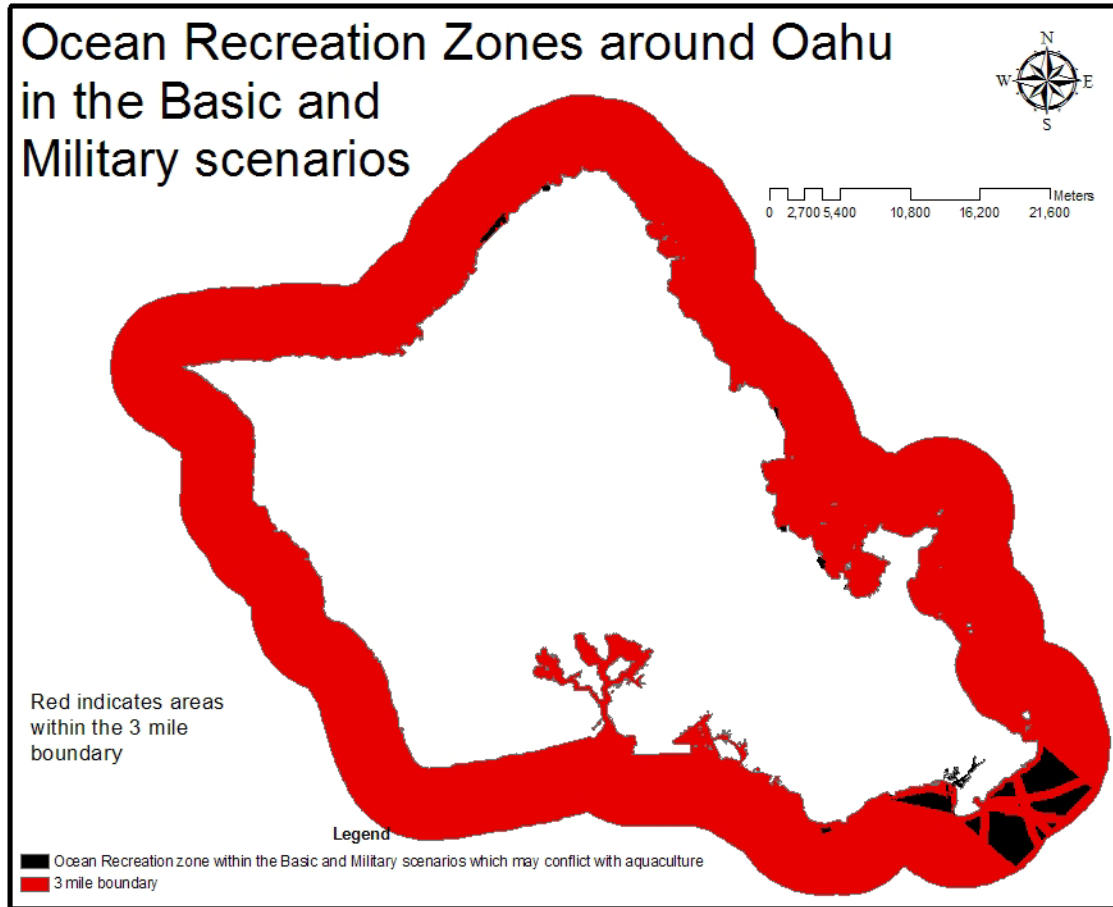 Ocean Recreation Zones around Oahu
in the Basic and
Military scenarios
N
W
E
S
Meters
0 2,700 5,400 10,800 16,200 21,600
Red indicates areas
within the 3 mile
boundary
Legend
Ocean Recreation zone within the Basic and Military scenarios which may conflict with aquaculture
3 mile boundary